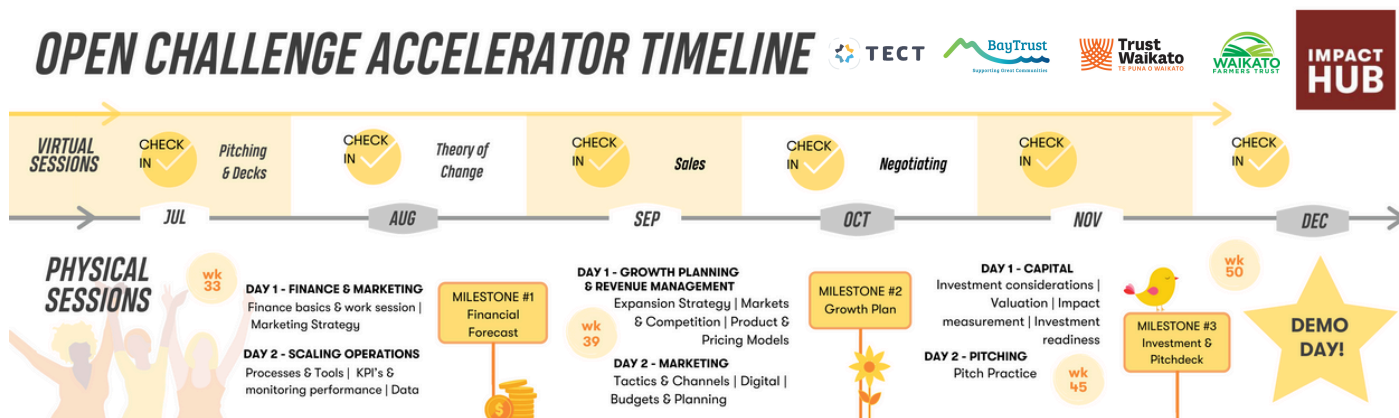 OPEN CHALLENGE ACCELERATOR TIMELINE
TECT
BayTrust
Supporting Great Communities
Trust
Waikato
TE PUNA O WAIKATO
WAIKATO
FARMERS TRUST
IMPACT
HUB
VIRTUAL
SESSIONS
CHECK
IN
Pitching
& Decks
CHECK
IN
Theory of
Change
CHECK
IN
Sales
CHECK
IN
Negotiating
CHECK
IN
CHECK
IN
JUL
AUG
SEP
OCT
NOV
DEC
PHYSICAL
SESSIONS
wk
33
DAY 1 - FINANCE & MARKETING
Finance basics & work session |
Marketing Strategy
DAY 2 - SCALING OPERATIONS
Processes & Tools | KPI's &
monitoring performance | Data
MILESTONE #1
Financial
Forecast
$
wk
39
DAY 1 - GROWTH PLANNING
& REVENUE MANAGEMENT
Expansion Strategy | Markets
& Competition | Product &
Pricing Models
DAY 2 - MARKETING
Tactics & Channels | Digital |
Budgets & Planning
MILESTONE #2
Growth Plan
DAY 1 - CAPITAL
Investment considerations |
Valuation | Impact
measurement | Investment
readiness
DAY 2 - PITCHING
Pitch Practice
wk
45
MILESTONE #3
Investment &
Pitchdeck
wk
50
DEMO
DAY!